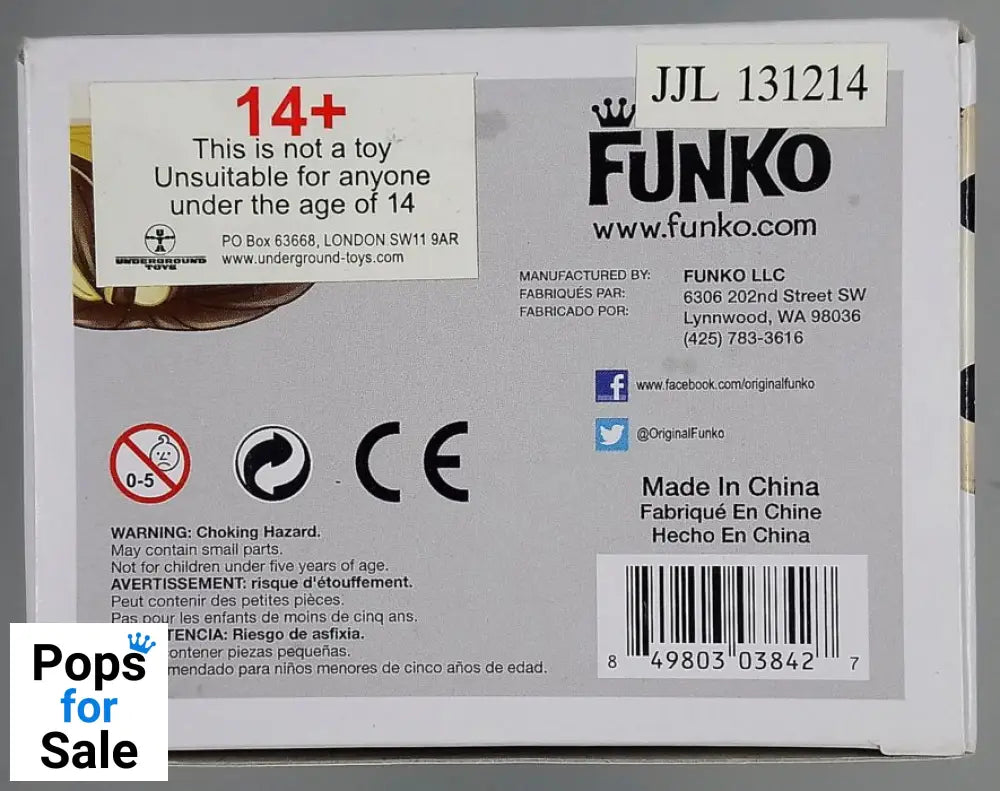 14+
This is not a toy
Unsuitable for anyone
under the age of 14
UNDERGROUND
TOYS
PO Box 63668, LONDON SW11 9AR
www.underground-toys.com
JJL 131214
FUNKO
www.funko.com
MANUFACTURED BY: FUNKO LLC
FABRIQUÉS PAR: 6306 202nd Street SW
FABRICADO POR: Lynnwood, WA 98036
(425) 783-3616
f www.facebook.com/originalfunko
@OriginalFunko
0-5
CE
Made In China
Fabriqué En Chine
Hecho En China
WARNING: Choking Hazard.
May contain small parts.
Not for children under five years of age.
AVERTISSEMENT: risque d'étouffement.
Peut contenir des petites pièces.
Pas pour les enfants de moins de cinq ans.
TENCIA: Riesgo de asfixia.
ontener piezas pequeñas.
mendado para niños menores de cinco años de edad.
8 49803 03842 7
Pops
for
Sale